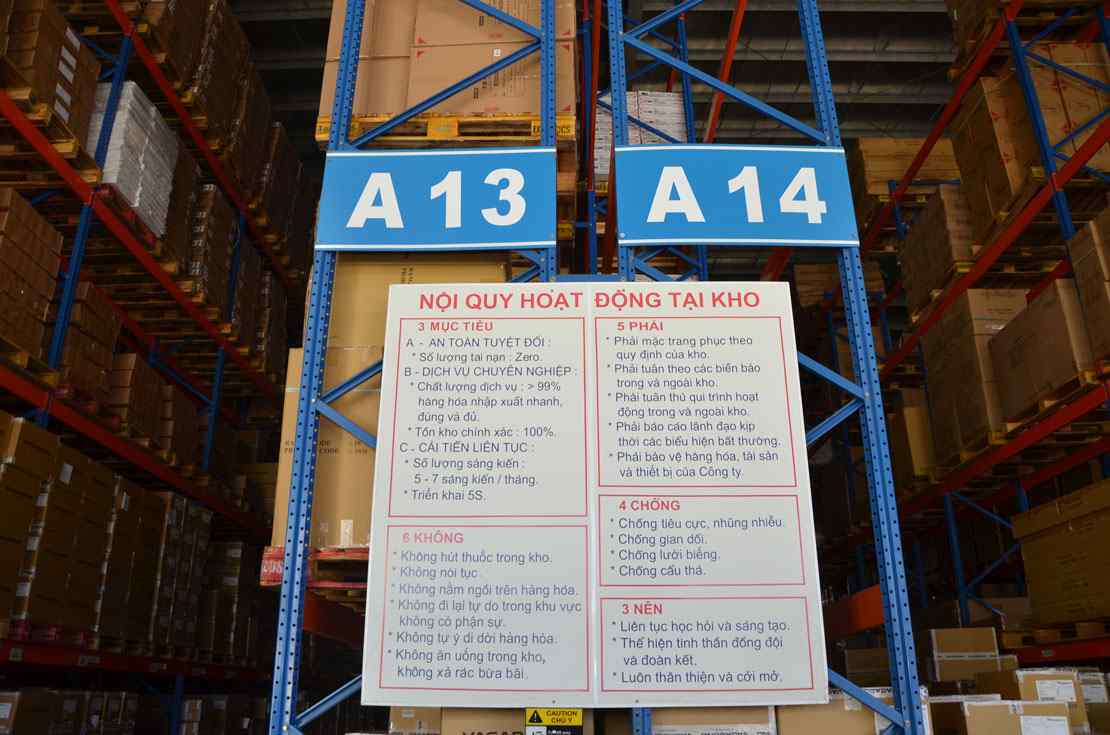 A 13
A 14
NỘI QUY HOẠT ĐỘNG TẠI KHO
3 MỤC TIÊU
A - AN TOÀN TUYỆT ĐỐI :
* Số lượng tai nạn : Zero.
B - DỊCH VỤ CHUYÊN NGHIỆP :
* Chất lượng dịch vụ : > 99%
hàng hóa nhập xuất nhanh,
đúng và đủ.
* Tồn kho chính xác : 100%.
C - CẢI TIẾN LIÊN TỤC :
* Số lượng sáng kiến :
5 - 7 sáng kiến / tháng.
* Triển khai 5S.
6 KHÔNG
* Không hút thuốc trong kho.
* Không nói tục.
* Không nằm ngồi trên hàng hóa.
* Không đi lại tự do trong khu vực
không có phận sự.
* Không tự ý di dời hàng hóa.
* Không ăn uống trong kho,
không xả rác bừa bãi.
5 PHẢI
* Phải mặc trang phục theo
quy định của kho.
* Phải tuân theo các biển báo
trong và ngoài kho.
* Phải tuân thủ qui trình hoạt
động trong và ngoài kho.
* Phải báo cáo lãnh đạo kịp
thời các biểu hiện bất thường.
* Phải bảo vệ hàng hóa, tài sản
và thiết bị của Công ty.
4 CHỐNG
* Chống tiêu cực, nhũng nhiễu.
* Chống gian dối.
* Chống lười biếng.
* Chống cẩu thả.
3 NÊN
* Liên tục học hỏi và sáng tạo.
* Thể hiện tinh thần đồng đội
và đoàn kết.
* Luôn thân thiện và cởi mở.
CAUTION
CHÚ Ý